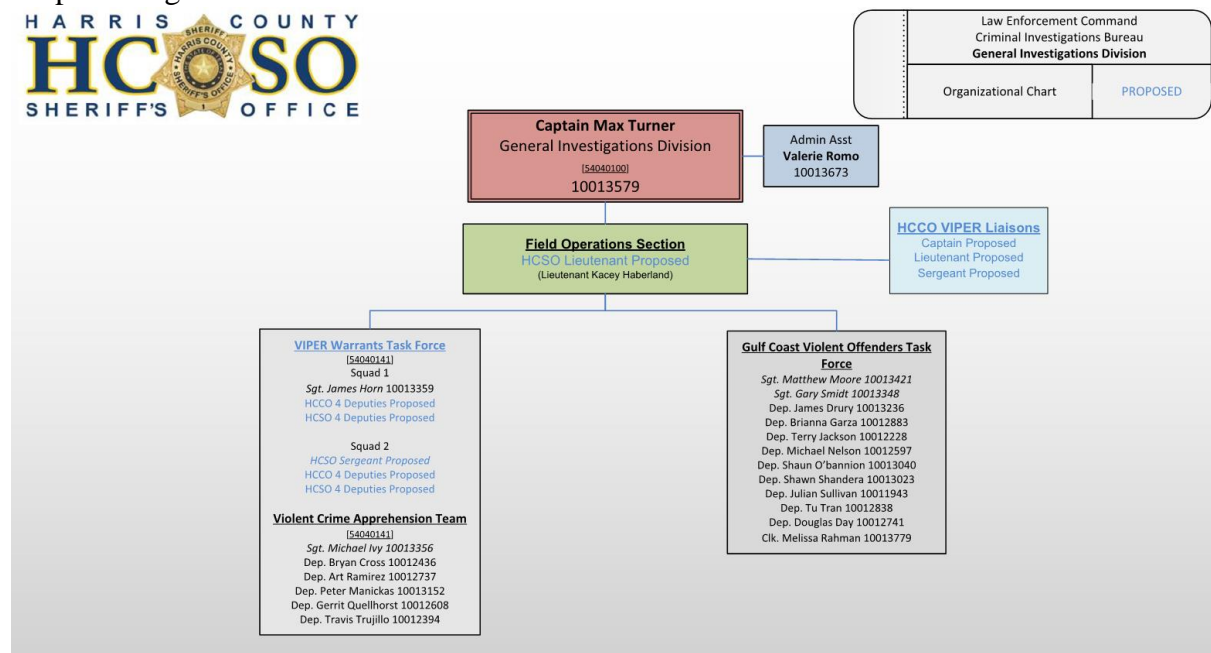 HARRIS COUNTY
HCSO
SHERIFF'S OFFICE
Law Enforcement Command
Criminal Investigations Bureau
General Investigations Division
Organizational Chart
PROPOSED
Captain Max Turner
General Investigations Division
[54040100]
10013579
Admin Asst
Valerie Romo
10013673
Field Operations Section
HCSO Lieutenant Proposed
(Lieutenant Kacey Haberland)
HCCO VIPER Liaisons
Captain Proposed
Lieutenant Proposed
Sergeant Proposed
VIPER Warrants Task Force
[54040141]
Squad 1
Sgt. James Horn 10013359
HCCO 4 Deputies Proposed
HCSO 4 Deputies Proposed
Squad 2
HCSO Sergeant Proposed
HCCO 4 Deputies Proposed
HCSO 4 Deputies Proposed
Violent Crime Apprehension Team
[54040141]
Sgt. Michael Ivy 10013356
Dep. Bryan Cross 10012436
Dep. Art Ramirez 10012737
Dep. Peter Manickas 10013152
Dep. Gerrit Quellhorst 10012608
Dep. Travis Trujillo 10012394
Gulf Coast Violent Offenders Task
Force
Sgt. Matthew Moore 10013421
Sgt. Gary Smidt 10013348
Dep. James Drury 10013236
Dep. Brianna Garza 10012883
Dep. Terry Jackson 10012228
Dep. Michael Nelson 10012597
Dep. Shaun O'bannion 10013040
Dep. Shawn Shandera 10013023
Dep. Julian Sullivan 10011943
Dep. Tu Tran 10012838
Dep. Douglas Day 10012741
Clk. Melissa Rahman 10013779